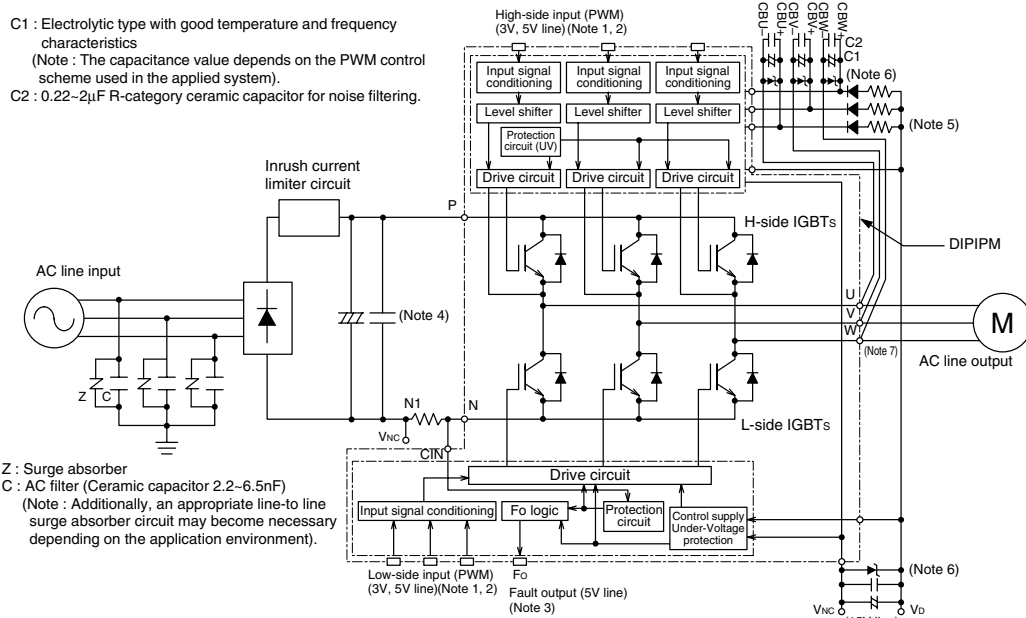 C1 : Electrolytic type with good temperature and frequency
characteristics
(Note : The capacitance value depends on the PWM control
scheme used in the applied system).
C2 : 0.22~2μF R-category ceramic capacitor for noise filtering.
High-side input (PWM)
(3V, 5V line) (Note 1, 2)
CBU–
CBU+
CBV–
CBV+
CBW–
CBW+
C2
C1
(Note 6)
(Note 5)
Input signal
conditioning
Input signal
conditioning
Input signal
conditioning
Level shifter
Level shifter
Level shifter
Protection
circuit (UV)
Drive circuit
Drive circuit
Drive circuit
Inrush current
limiter circuit
P
H-side IGBTs
DIPIPM
AC line input
(Note 4)
U
V
W
(Note 7)
M
AC line output
Z
C
N1
N
VNC
CIN
L-side IGBTs
Z : Surge absorber
C : AC filter (Ceramic capacitor 2.2~6.5nF)
(Note : Additionally, an appropriate line-to line
surge absorber circuit may become necessary
depending on the application environment).
Drive circuit
Input signal conditioning
Fo logic
Protection
circuit
Control supply
Under-Voltage
protection
Low-side input (PWM)
(3V, 5V line)(Note 1, 2)
Fo
Fault output (5V line)
(Note 3)
(Note 6)
VNC
VD